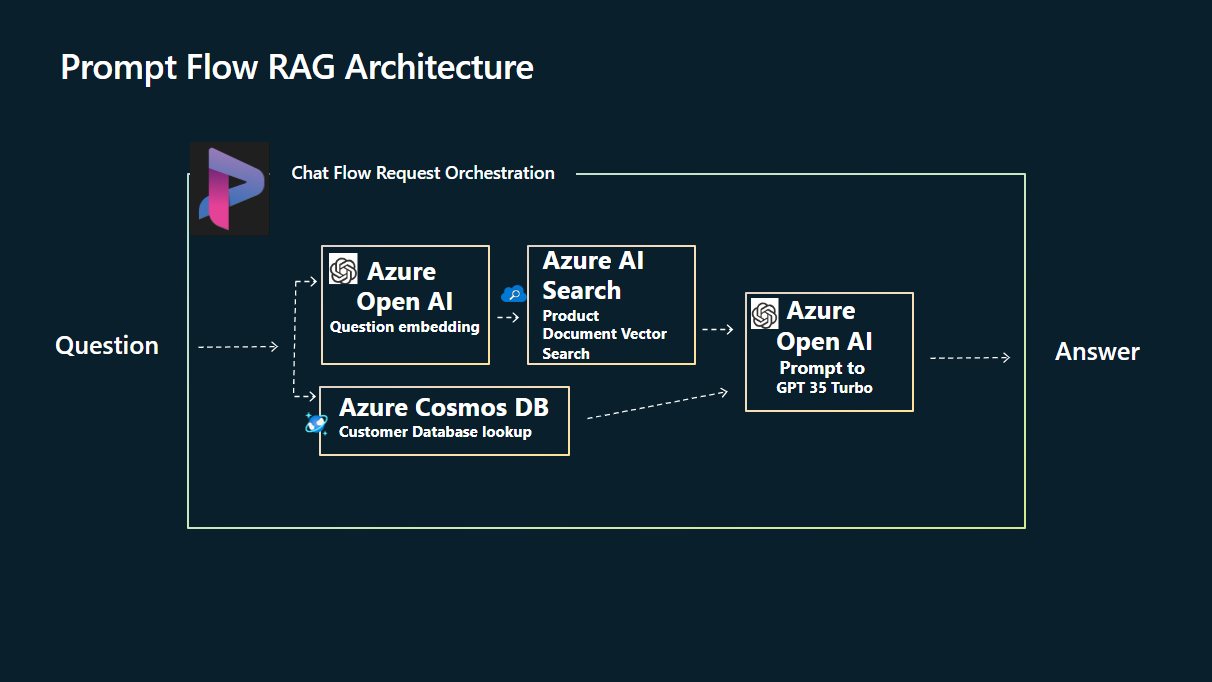 Prompt Flow RAG Architecture
Chat Flow Request Orchestration
Question
Azure
Open AI
Question embedding
Azure AI
Search
Product
Document Vector
Search
Azure Cosmos DB
Customer Database lookup
Azure
Open AI
Prompt to
GPT 35 Turbo
Answer